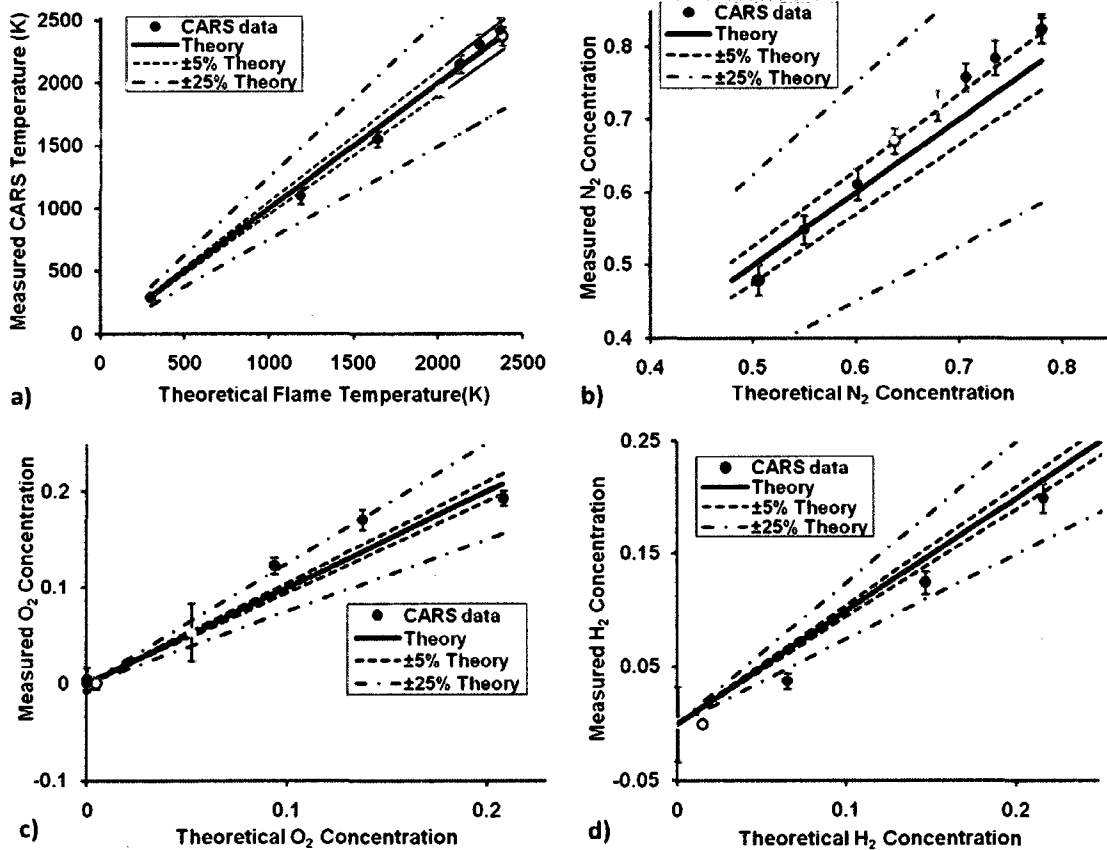 2500
2000
1500
1000
500
0
Measured CARS Temperature (K)
CARS data
Theory
±5% Theory
±25% Theory
0 500 1000 1500 2000 2500
Theoretical Flame Temperature(K)
a)
0.8
0.7
0.6
0.5
0.4
Measured N₂ Concentration
CARS data
Theory
±5% Theory
±25% Theory
0.4 0.5 0.6 0.7 0.8
Theoretical N₂ Concentration
b)
0.2
0.1
0
-0.1
Measured O₂ Concentration
CARS data
Theory
±5% Theory
±25% Theory
0 0.1 0.2
Theoretical O₂ Concentration
c)
0.25
0.15
0.05
-0.05
Measured H₂ Concentration
CARS data
Theory
±5% Theory
±25% Theory
0 0.1 0.2
Theoretical H₂ Concentration
d)